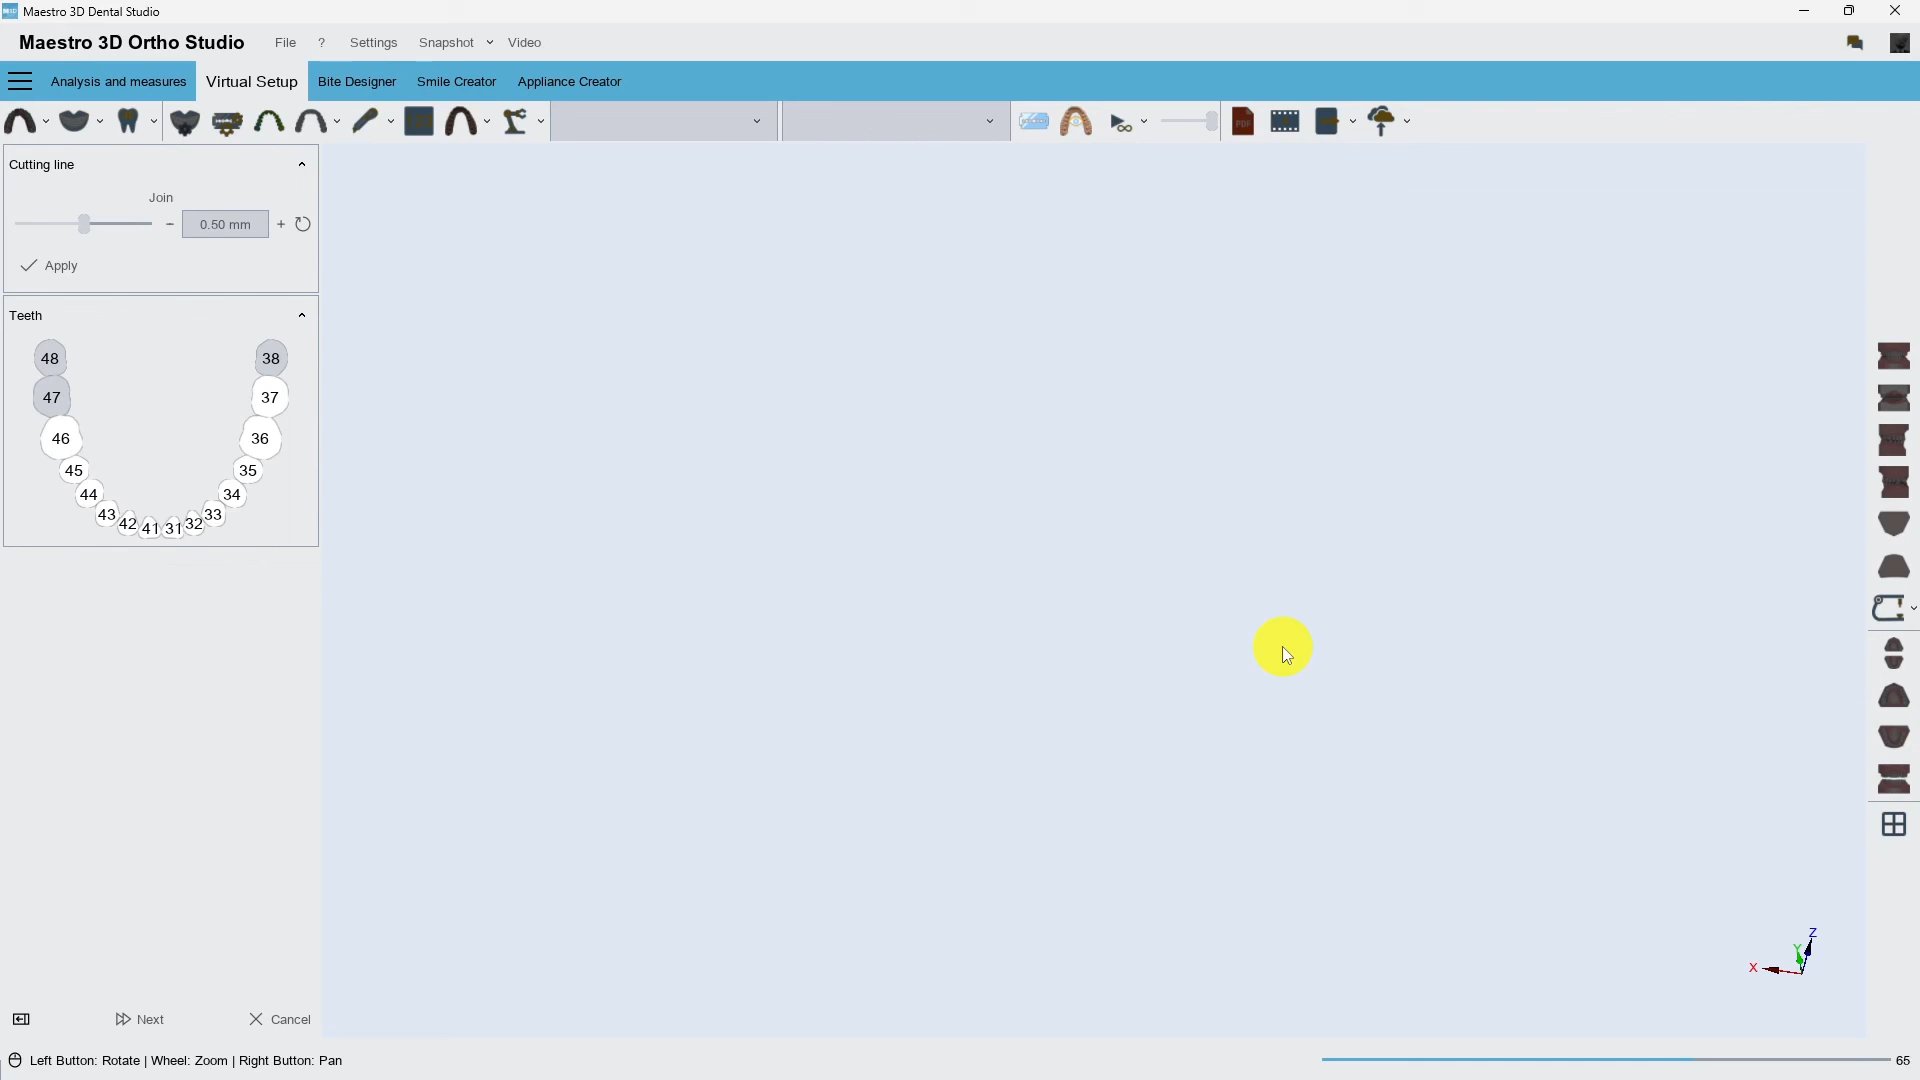 Maestro 3D Dental Studio
Maestro 3D Ortho Studio File ? Settings Snapshot Video
Analysis and measures Virtual Setup Bite Designer Smile Creator Appliance Creator
PDF
Cutting line
Join
- 0.50 mm +
Apply
Teeth
48 38
47 37
46 36
45 35
44 34
43 33
42 32
41 31
Z
Y
X
Next Cancel
Left Button: Rotate | Wheel: Zoom | Right Button: Pan
65